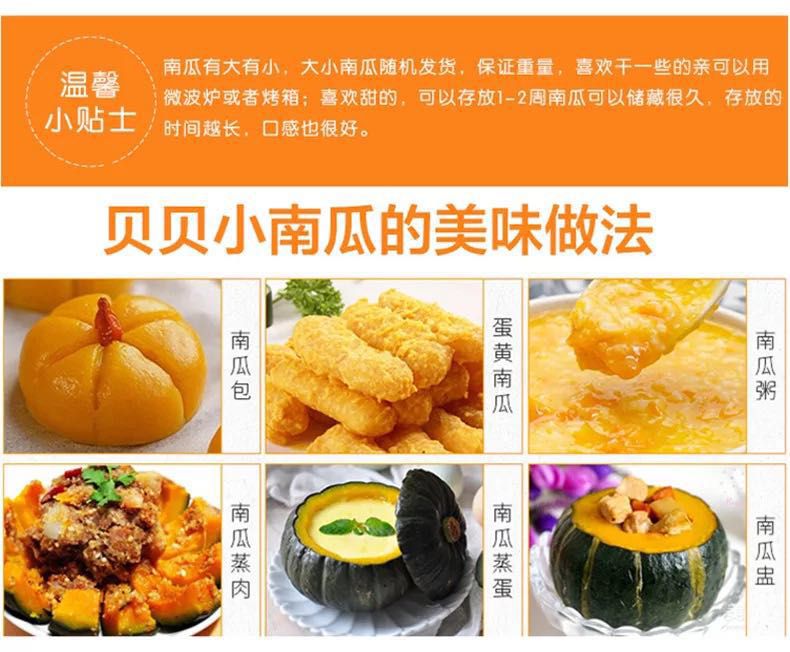 温馨
小贴士
南瓜有大有小，大小南瓜随机发货，保证重量，喜欢干一些的亲可以用
微波炉或者烤箱；喜欢甜的，可以存放1-2周南瓜可以储藏很久，存放的
时间越长，口感也很好。
贝贝小南瓜的美味做法
南瓜包
蛋黄南瓜
南瓜粥
南瓜蒸肉
南瓜蒸蛋
南瓜盅